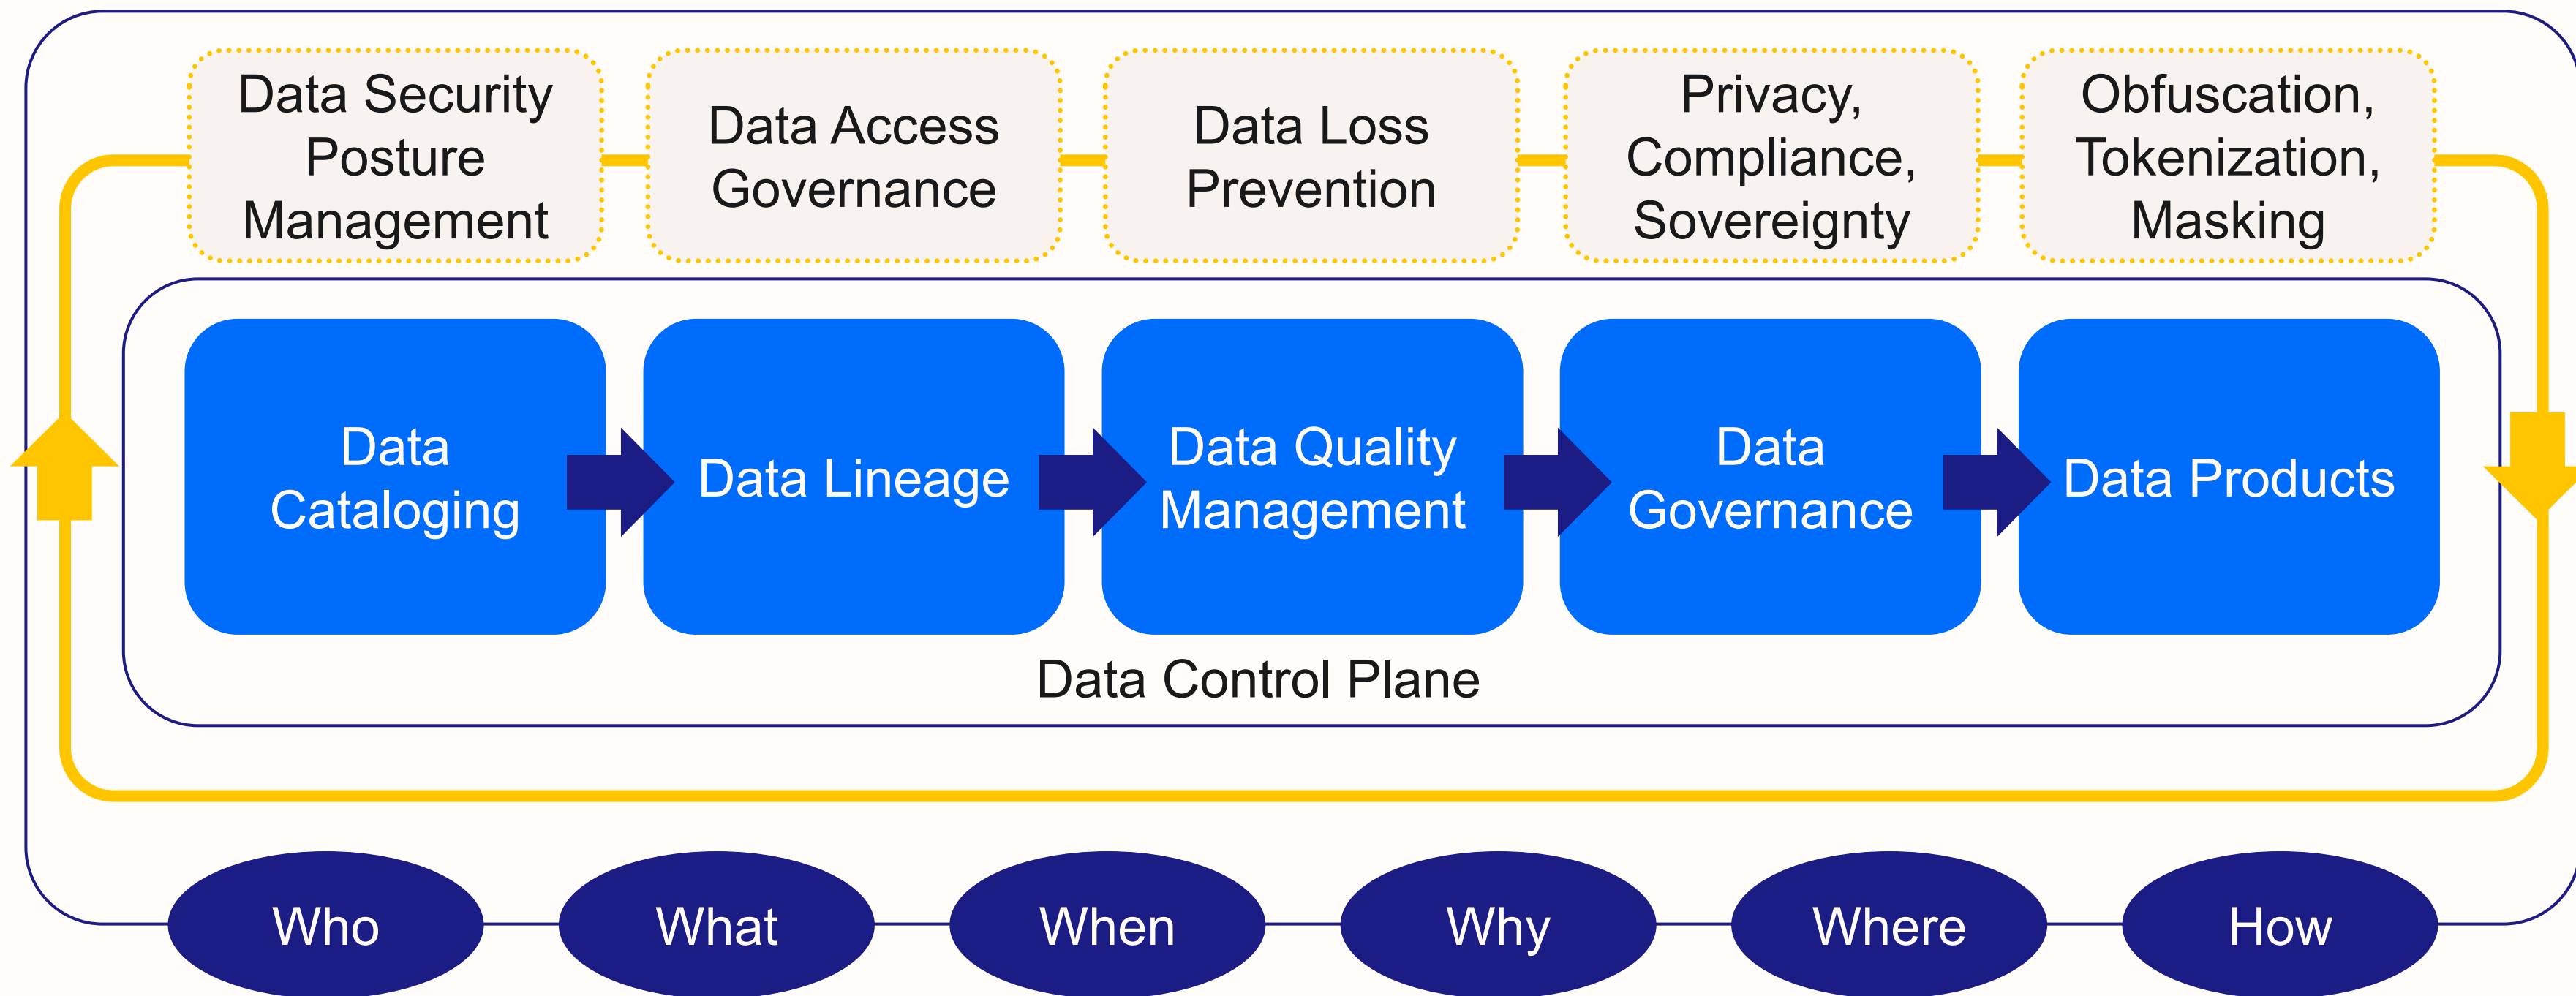 Data Security
Posture
Management
Data Access
Governance
Data Loss
Prevention
Privacy,
Compliance,
Sovereignty
Obfuscation,
Tokenization,
Masking
Data
Cataloging
Data Lineage
Data Quality
Management
Data
Governance
Data Products
Data Control Plane
Who
What
When
Why
Where
How